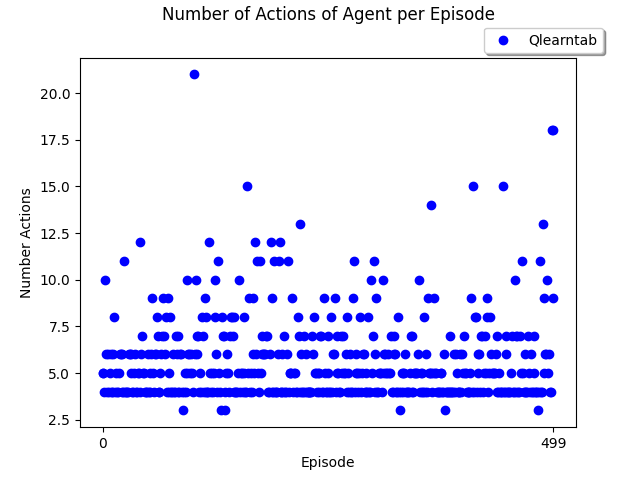 Number of Actions of Agent per Episode
Qlearntab
20.0
17.5
15.0
12.5
10.0
7.5
5.0
2.5
Number Actions
0 499
Episode